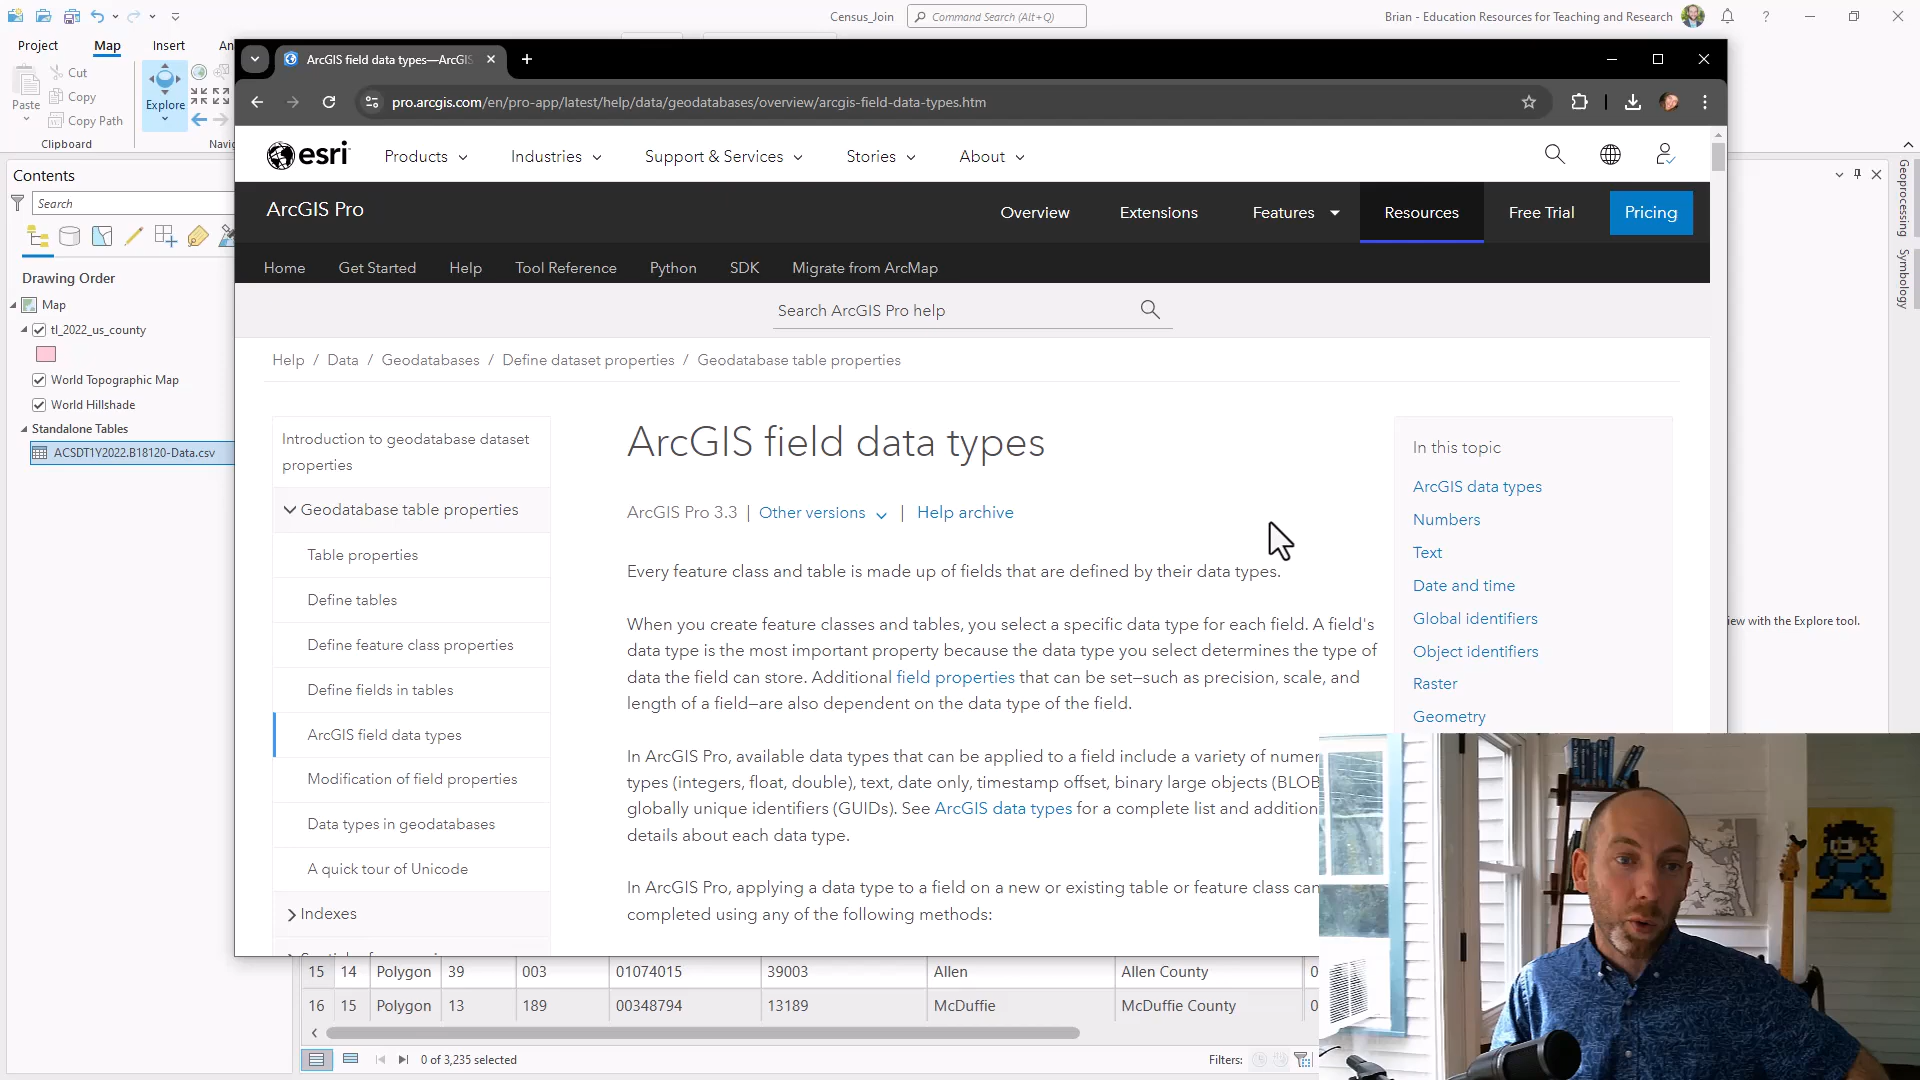 Census_Join
Command Search (Alt+Q)
Brian - Education Resources for Teaching and Research
Project
Map
Insert
An
Cut
Copy
Copy Path
Paste
Clipboard
Explore
Navig
Contents
Search
Drawing Order
Map
tl_2022_us_county
World Topographic Map
World Hillshade
Standalone Tables
ACSDT1Y2022.B18120-Data.csv
Geoprocessing
Symbology
ArcGIS field data types—ArcGIS
pro.arcgis.com/en/pro-app/latest/help/data/geodatabases/overview/arcgis-field-data-types.htm
esri
Products
Industries
Support & Services
Stories
About
ArcGIS Pro
Overview
Extensions
Features
Resources
Free Trial
Pricing
Home
Get Started
Help
Tool Reference
Python
SDK
Migrate from ArcMap
Search ArcGIS Pro help
Help / Data / Geodatabases / Define dataset properties / Geodatabase table properties
Introduction to geodatabase dataset
properties
Geodatabase table properties
Table properties
Define tables
Define feature class properties
Define fields in tables
ArcGIS field data types
Modification of field properties
Data types in geodatabases
A quick tour of Unicode
Indexes
ArcGIS field data types
ArcGIS Pro 3.3 | Other versions | Help archive
Every feature class and table is made up of fields that are defined by their data types.
When you create feature classes and tables, you select a specific data type for each field. A field's
data type is the most important property because the data type you select determines the type of
data the field can store. Additional field properties that can be set—such as precision, scale, and
length of a field—are also dependent on the data type of the field.
In ArcGIS Pro, available data types that can be applied to a field include a variety of numer
types (integers, float, double), text, date only, timestamp offset, binary large objects (BLOB
globally unique identifiers (GUIDs). See ArcGIS data types for a complete list and addition
details about each data type.
In ArcGIS Pro, applying a data type to a field on a new or existing table or feature class can
completed using any of the following methods:
In this topic
ArcGIS data types
Numbers
Text
Date and time
Global identifiers
Object identifiers
Raster
Geometry
iew with the Explore tool.
15 14 Polygon 39 003 01074015 39003 Allen Allen County 0
16 15 Polygon 13 189 00348794 13189 McDuffie McDuffie County 0
0 of 3,235 selected
Filters: